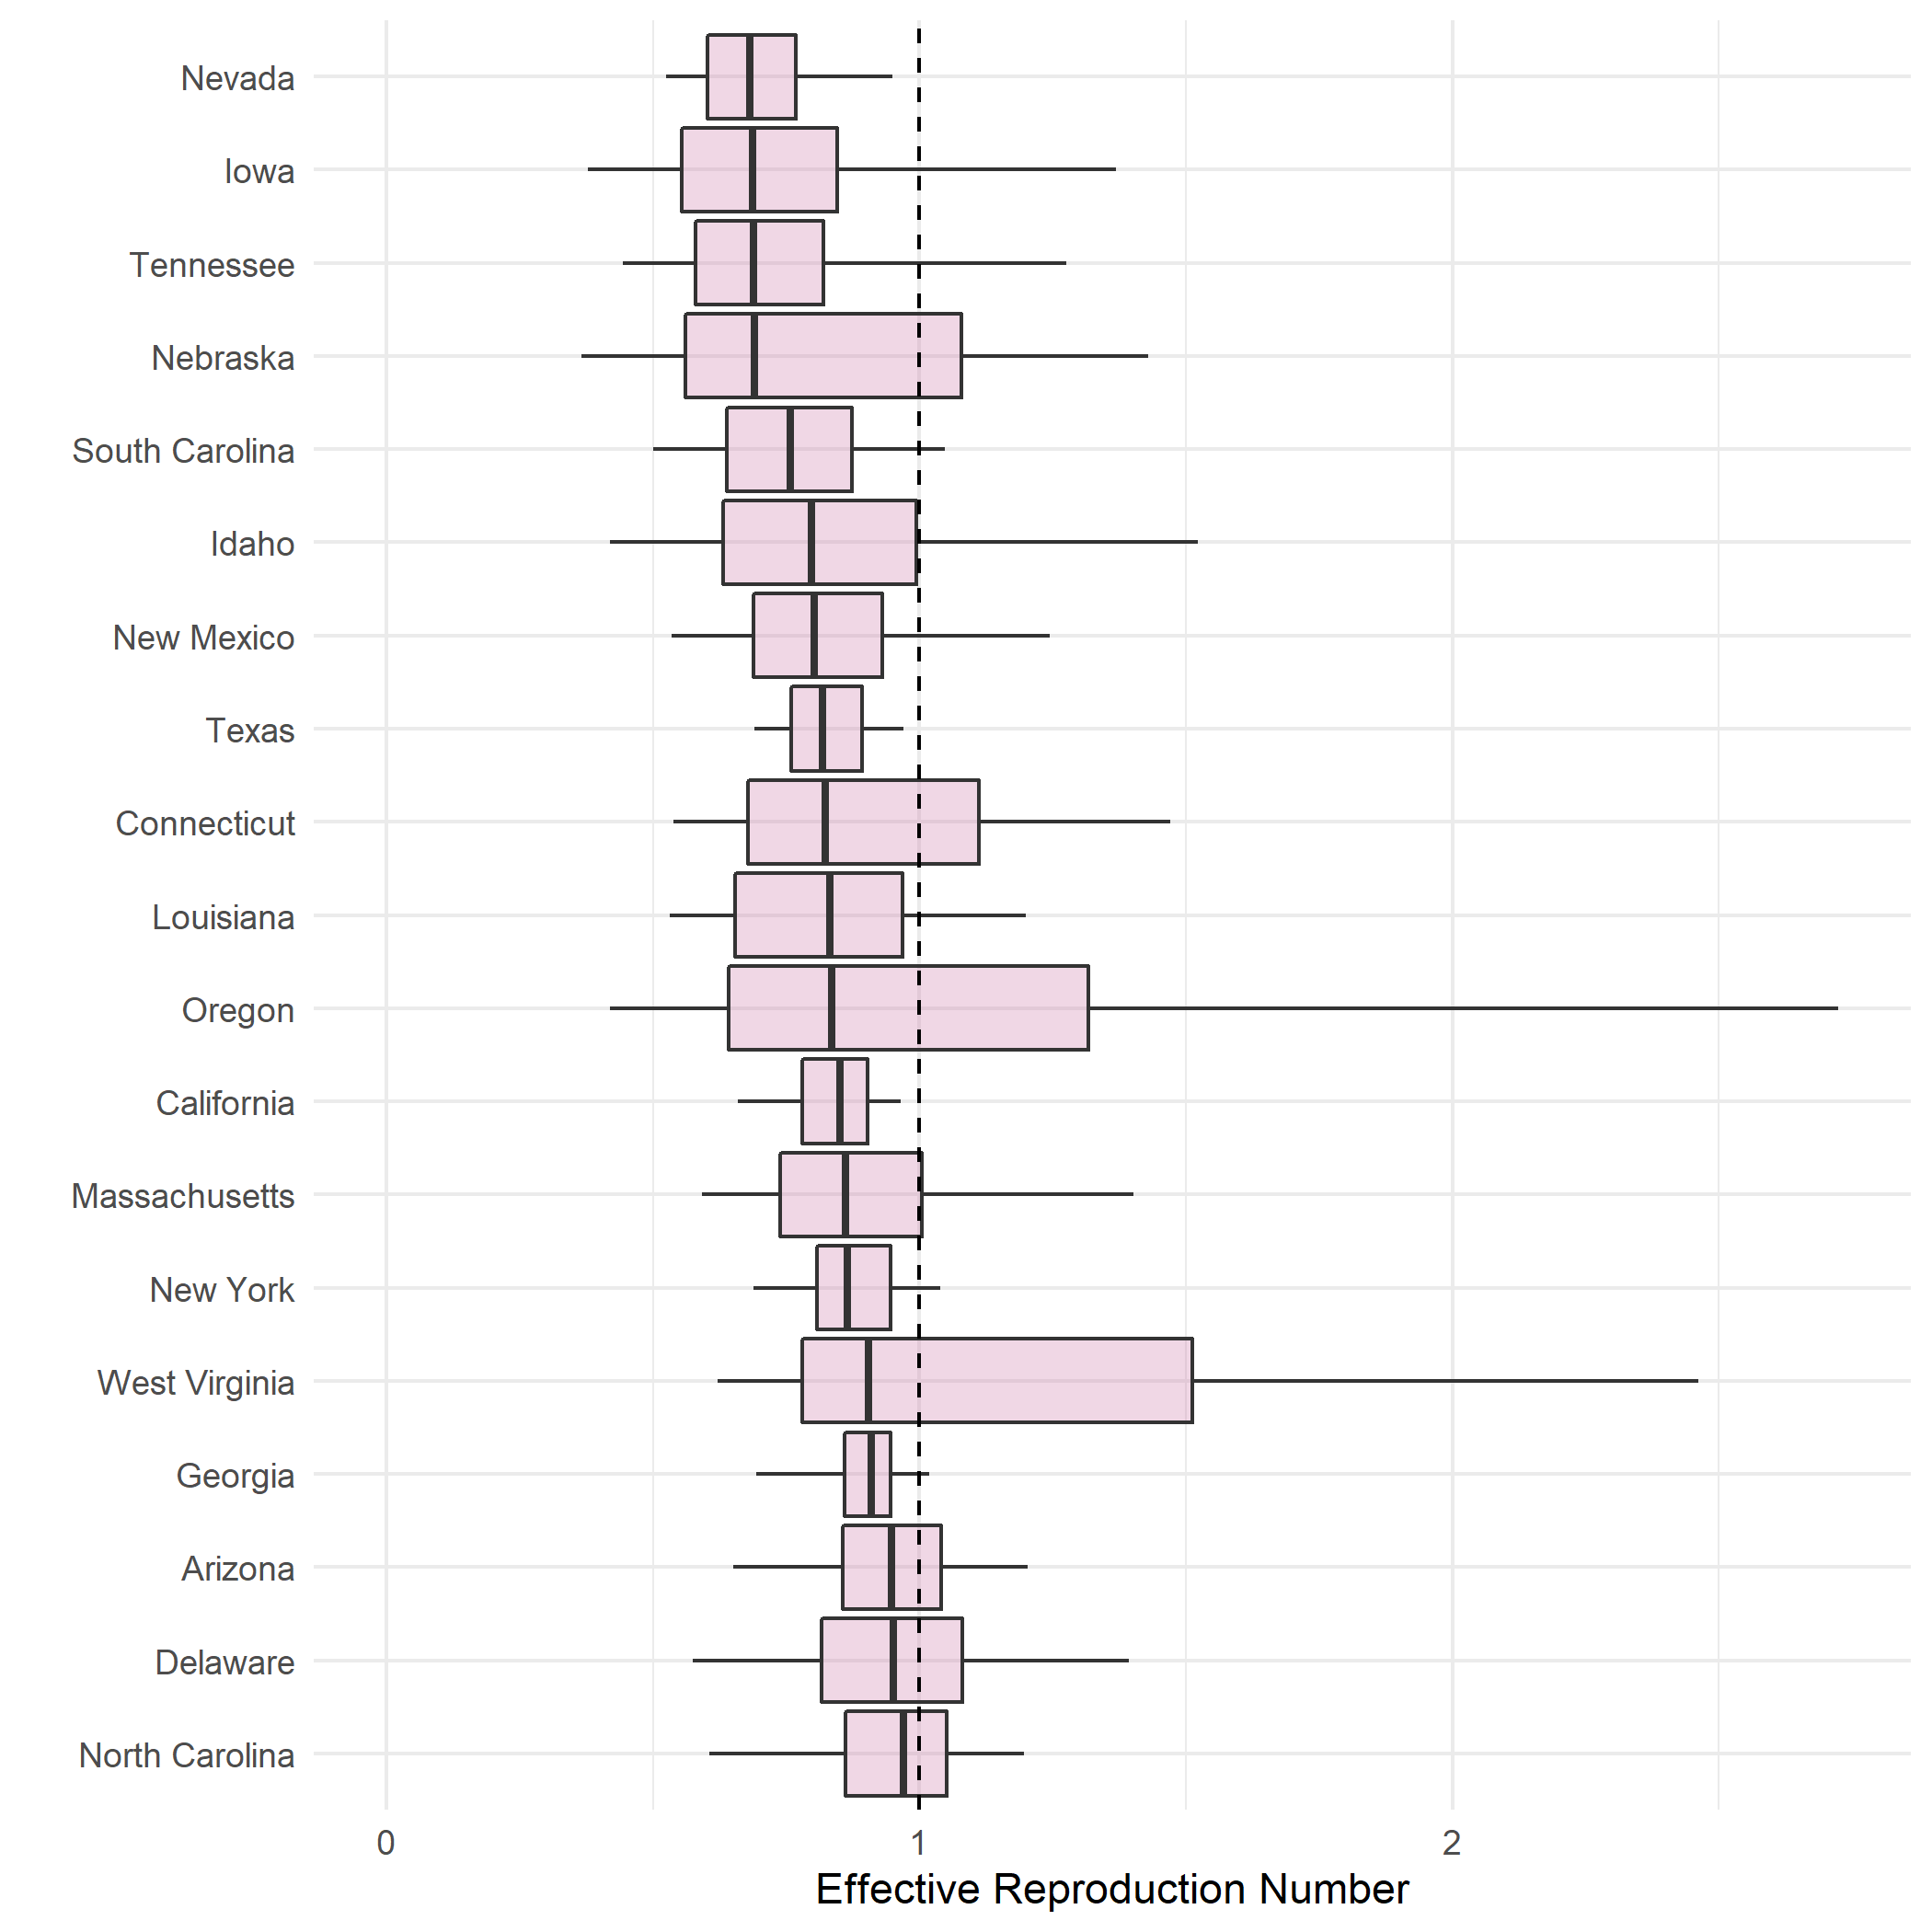 Nevada
Iowa
Tennessee
Nebraska
South Carolina
Idaho
New Mexico
Texas
Connecticut
Louisiana
Oregon
California
Massachusetts
New York
West Virginia
Georgia
Arizona
Delaware
North Carolina
0 1 2
Effective Reproduction Number